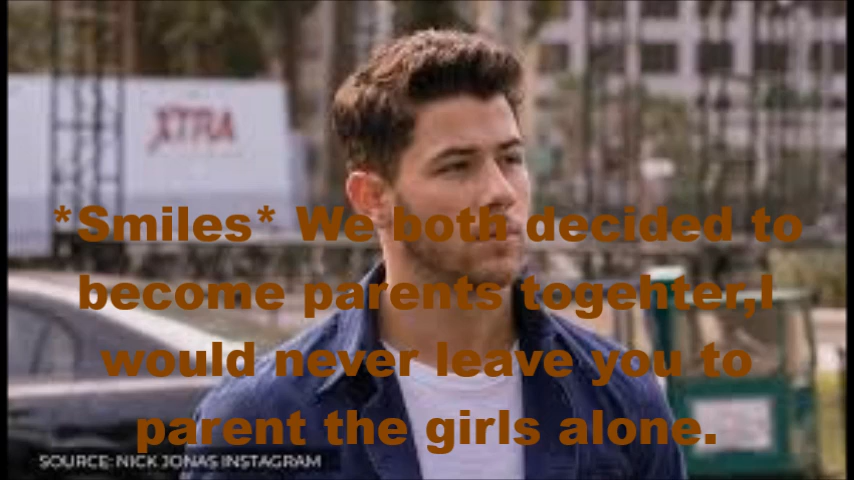 XTRA
*Smiles* We both decided to
become parents togehter,I
would never leave you to
parent the girls alone.
SOURCE: NICK JONAS INSTAGRAM